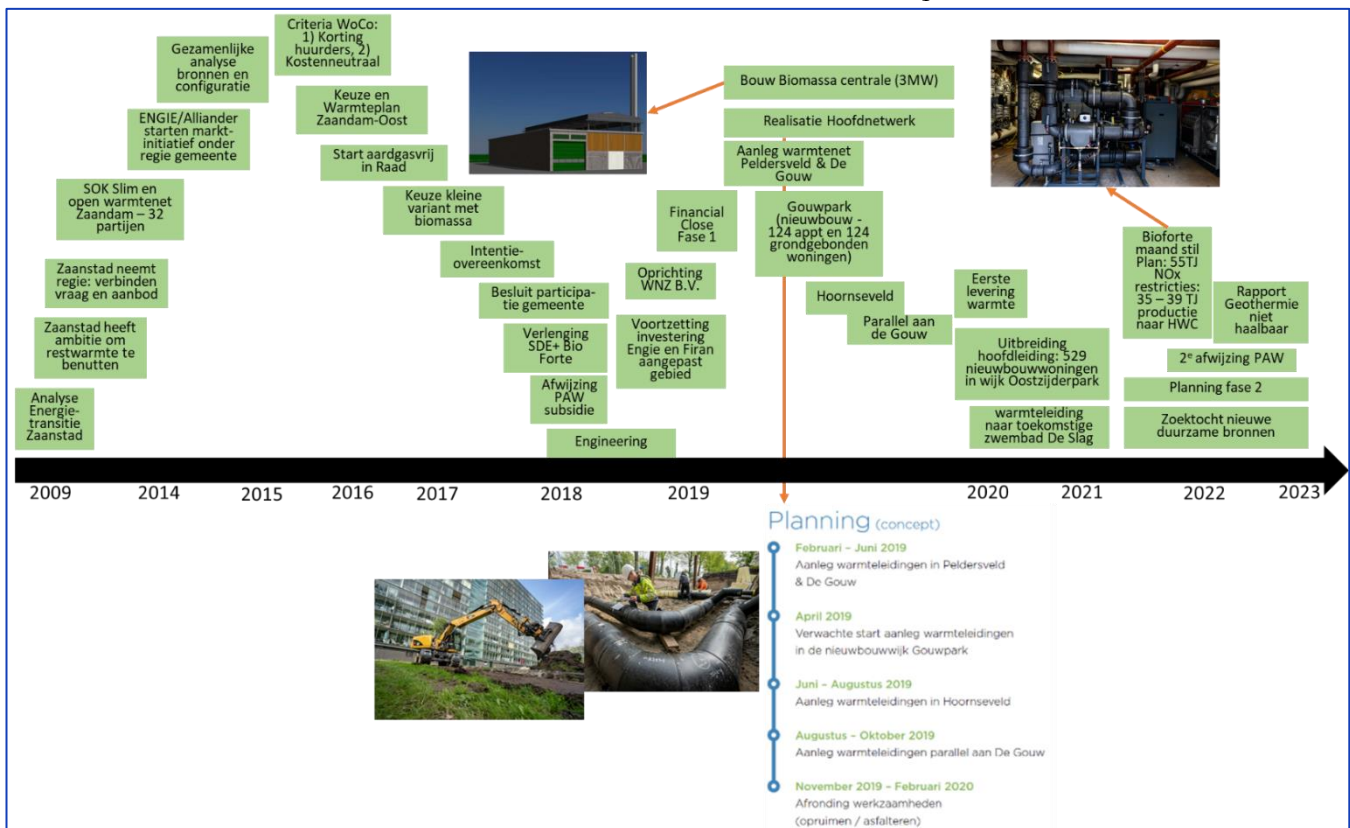 Criteria WoCo:
1) Korting
huurders, 2)
Kostenneutraal
Gezamenlijke
analyse
bronnen en
configuratie
Keuze en
Warmteplan
Zaandam-Oost
ENGIE/Alliander
starten markt-
initiatief onder
regie gemeente
Start aardgasvrij
in Raad
SOK Slim en
open warmtenet
Zaandam – 32
partijen
Keuze kleine
variant met
biomassa
Zaanstad neemt
regie: verbinden
vraag en aanbod
Intentie-
overeenkomst
Zaanstad heeft
ambitie om
restwarmte te
benutten
Besluit participa-
tie gemeente
Verlenging
SDE+ Bio
Forte
Analyse
Energie-
transitie
Zaanstad
Afwijzing
PAW
subsidie
Engineering
Financial
Close
Fase 1
Oprichting
WNZ B.V.
Voortzetting
investering
Engie en Firan
aangepast
gebied
Bouw Biomassa centrale (3MW)
Realisatie Hoofdnetwerk
Aanleg warmtenet
Peldersveld & De
Gouw
Gouwpark
(nieuwbouw -
124 appt en 124
grondgebonden
woningen)
Hoornseveld
Parallel aan
de Gouw
Eerste
levering
warmte
Uitbreiding
hoofdleiding: 529
nieuwbouwwoningen
in wijk Oostzijderpark
warmteleiding
naar toekomstige
zwembad De Slag
Bioforte
maand stil
Plan: 55TJ
NOx
restricties:
35 – 39 TJ
productie
naar HWC
Rapport
Geothermie
niet
haalbaar
2e afwijzing PAW
Planning fase 2
Zoektocht nieuwe
duurzame bronnen
2009 2014 2015 2016 2017 2018 2019 2020 2021 2022 2023
Planning (concept)
Februari – Juni 2019
Aanleg warmteleidingen in Peldersveld
& De Gouw
April 2019
Verwachte start aanleg warmteleidingen
in de nieuwbouwwijk Gouwpark
Juni – Augustus 2019
Aanleg warmteleidingen in Hoornseveld
Augustus – Oktober 2019
Aanleg warmteleidingen parallel aan De Gouw
November 2019 – Februari 2020
Afronding werkzaamheden
(opruimen / asfalteren)